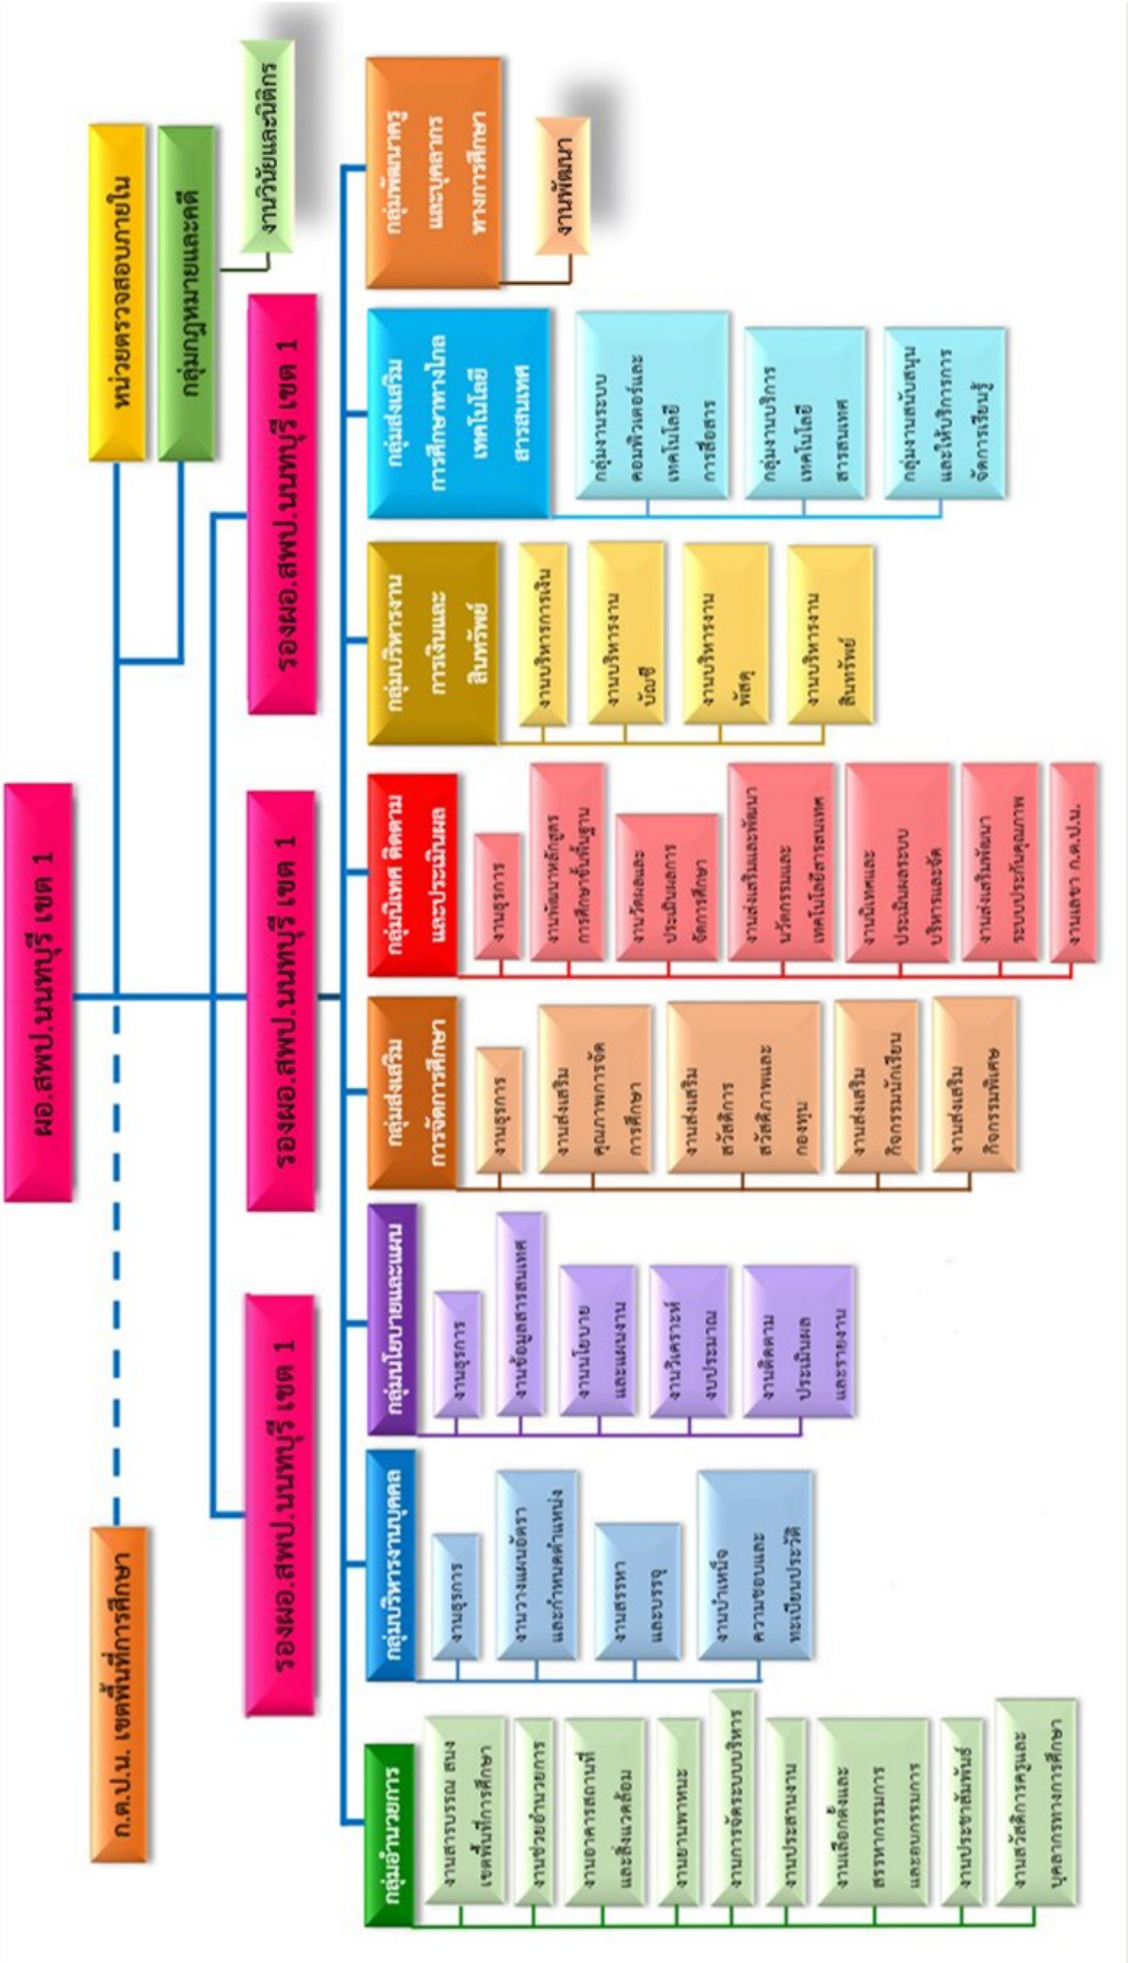 ผอ.สพป.นนทบุรี เขต 1
ก.ต.ป.น. เขตพื้นที่การศึกษา
หน่วยตรวจสอบภายใน
กลุ่มกฎหมายและคดี
งานวินัยและนิติกร
รองผอ.สพป.นนทบุรี เขต 1
รองผอ.สพป.นนทบุรี เขต 1
รองผอ.สพป.นนทบุรี เขต 1
กลุ่มอำนวยการ
งานสารบรรณ สนง
เขตพื้นที่การศึกษา
งานช่วยอำนวยการ
งานอาคารสถานที่
และสิ่งแวดล้อม
งานยานพาหนะ
งานการจัดระบบบริหาร
งานประสานงาน
งานเลือกตั้งและ
สรรหากรรมการ
และอนุกรรมการ
งานประชาสัมพันธ์
งานสวัสดิการครูและ
บุคลากรทางการศึกษา
กลุ่มบริหารงานบุคคล
งานธุรการ
งานวางแผนอัตรา
และกำหนดตำแหน่ง
งานสรรหา
และบรรจุ
งานบำเหน็จ
ความชอบและ
ทะเบียนประวัติ
กลุ่มนโยบายและแผน
งานธุรการ
งานข้อมูลสารสนเทศ
งานนโยบาย
และแผนงาน
งานวิเคราะห์
งบประมาณ
งานติดตาม
ประเมินผล
และรายงาน
กลุ่มส่งเสริม
การจัดการศึกษา
งานธุรการ
งานส่งเสริม
คุณภาพการจัด
การศึกษา
งานส่งเสริม
สวัสดิการ
สวัสดิภาพและ
กองทุน
งานส่งเสริม
กิจกรรมนักเรียน
งานส่งเสริม
กิจกรรมพิเศษ
กลุ่มนิเทศ ติดตาม
และประเมินผล
งานธุรการ
งานพัฒนาหลักสูตร
การศึกษาขั้นพื้นฐาน
งานวัดผลและ
ประเมินผลการ
จัดการศึกษา
งานส่งเสริมและพัฒนา
นวัตกรรมและ
เทคโนโลยีสารสนเทศ
งานนิเทศและ
ประเมินผลระบบ
บริหารและจัด
งานส่งเสริมพัฒนา
ระบบประกันคุณภาพ
งานเลขา ก.ต.ป.น.
กลุ่มบริหารงาน
การเงินและ
สินทรัพย์
งานบริหารการเงิน
งานบริหารงาน
บัญชี
งานบริหารงาน
พัสดุ
งานบริหารงาน
สินทรัพย์
กลุ่มส่งเสริม
การศึกษาทางไกล
เทคโนโลยี
สารสนเทศ
กลุ่มงานระบบ
คอมพิวเตอร์และ
เทคโนโลยี
การสื่อสาร
กลุ่มงานบริการ
เทคโนโลยี
สารสนเทศ
กลุ่มงานสนับสนุน
และให้บริการการ
จัดการเรียนรู้
กลุ่มพัฒนาครู
และบุคลากร
ทางการศึกษา
งานพัฒนา